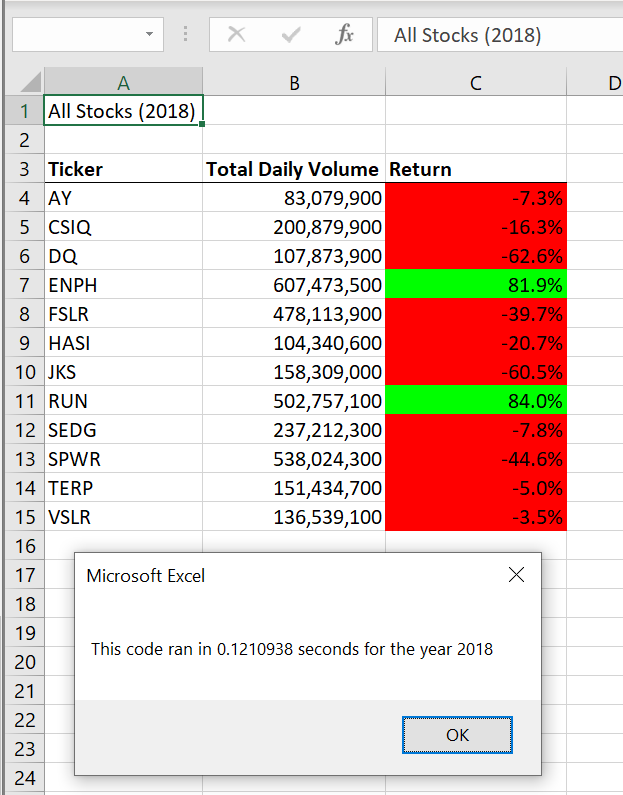 fx All Stocks (2018)
A B C D
1 All Stocks (2018)
2
3 Ticker Total Daily Volume Return
4 AY 83,079,900 -7.3%
5 CSIQ 200,879,900 -16.3%
6 DQ 107,873,900 -62.6%
7 ENPH 607,473,500 81.9%
8 FSLR 478,113,900 -39.7%
9 HASI 104,340,600 -20.7%
10 JKS 158,309,000 -60.5%
11 RUN 502,757,100 84.0%
12 SEDG 237,212,300 -7.8%
13 SPWR 538,024,300 -44.6%
14 TERP 151,434,700 -5.0%
15 VSLR 136,539,100 -3.5%
16
17 Microsoft Excel
18
19
20 This code ran in 0.1210938 seconds for the year 2018
21
22
23 OK
24